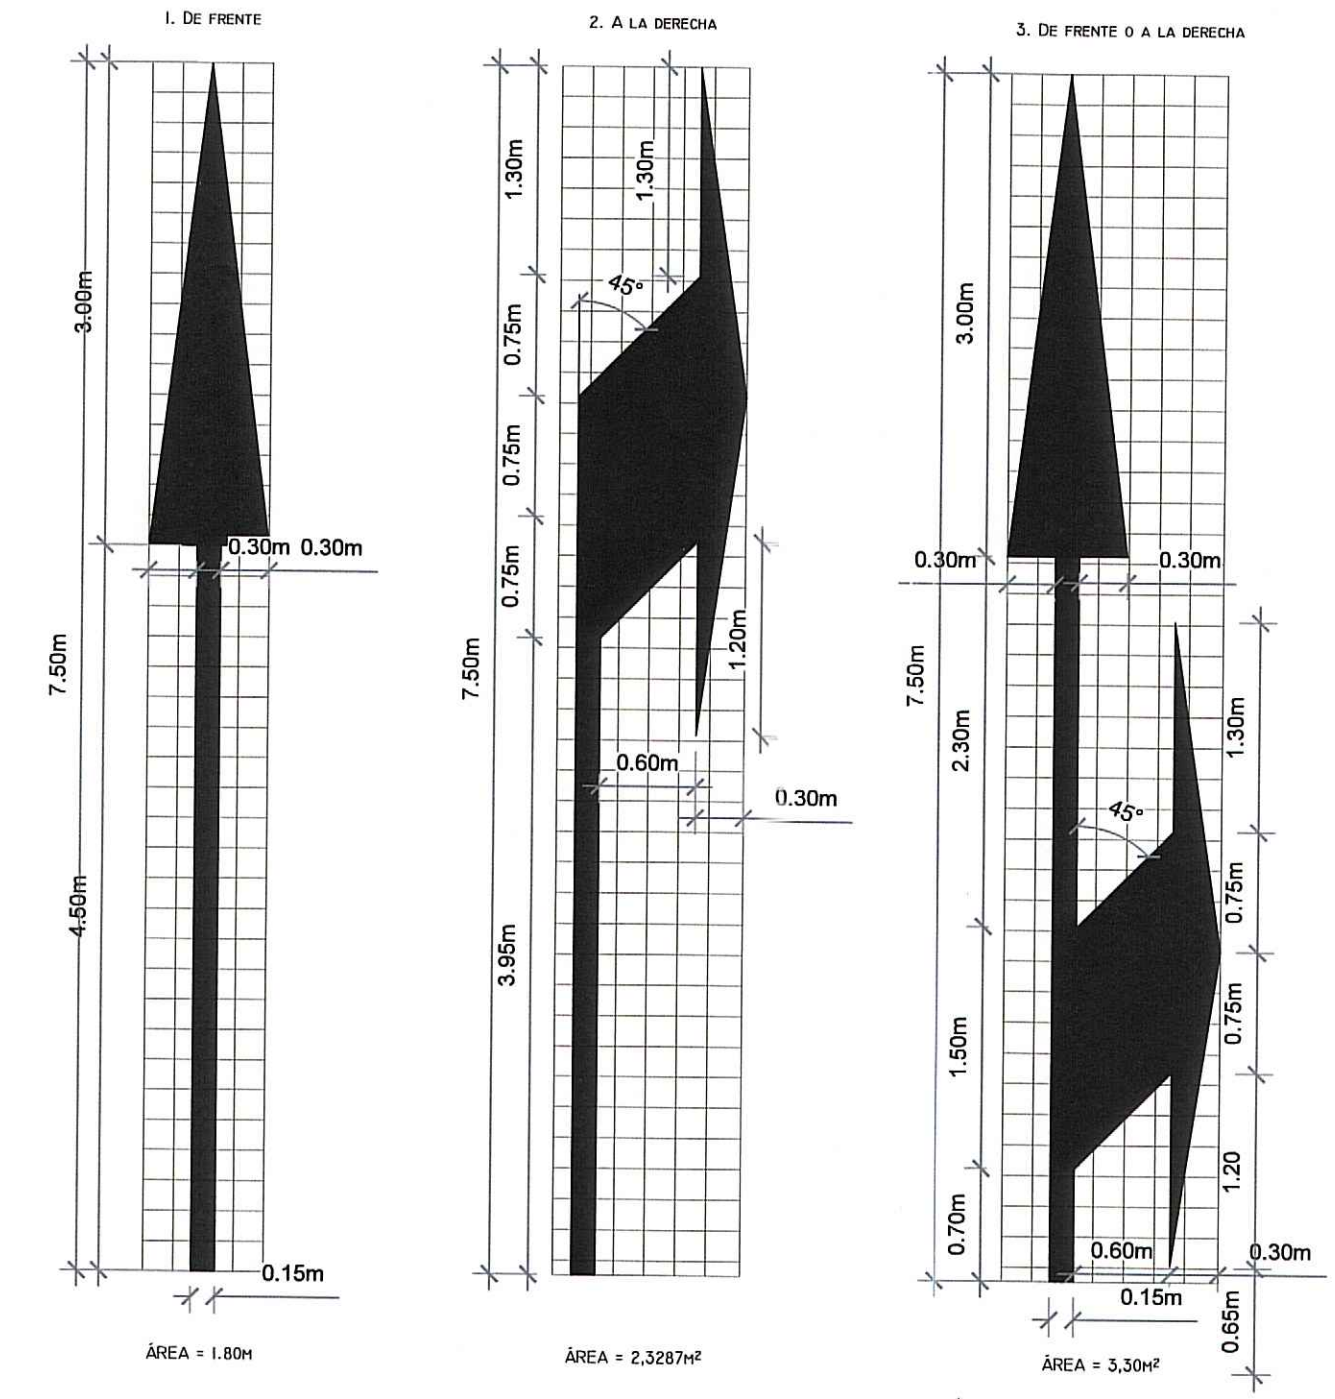 1. DE FRENTE
3.00m
0.30m 0.30m
7.50m
4.50m
0.15m
ÁREA = 1.80M
2. A LA DERECHA
1.30m
1.30m
45°
0.75m
0.75m
0.75m
1.20m
7.50m
0.60m
0.30m
3.95m
ÁREA = 2,3287M²
3. DE FRENTE O A LA DERECHA
3.00m
0.30m
0.30m
7.50m
2.30m
1.30m
45°
0.75m
0.75m
1.50m
1.20
0.70m
0.60m
0.30m
0.15m
0.65m
ÁREA = 3,30M²